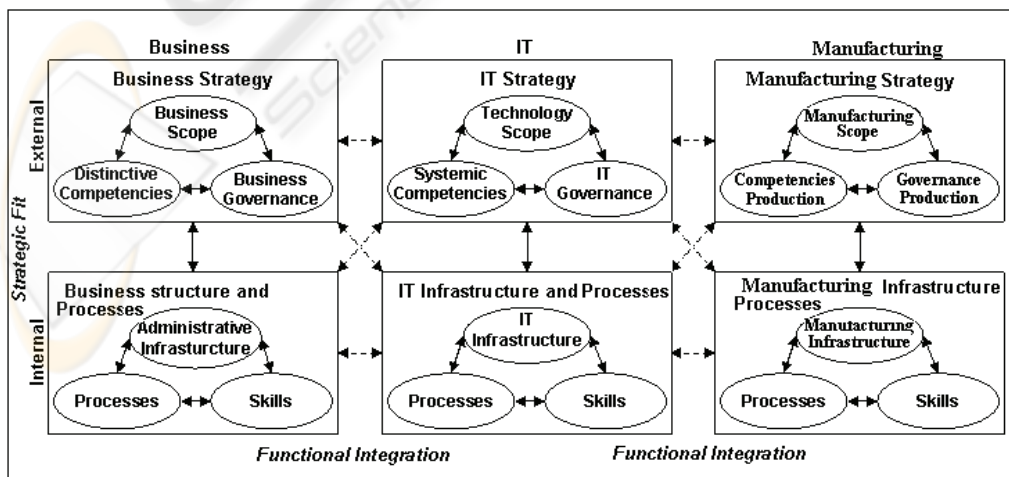 Business
IT
Manufacturing
External
Business Strategy
Business
Scope
Distinctive
Competencies
Business
Governance
IT Strategy
Technology
Scope
Systemic
Competencies
IT
Governance
Manufacturing Strategy
Manufacturing
Scope
Competencies
Production
Governance
Production
Strategic Fit
Internal
Business structure and
Processes
Administrative
Infrasturcture
Processes
Skills
IT Infrastructure and Processes
IT
Infrastructure
Processes
Skills
Manufacturing Infrastructure
Processes
Manufacturing
Infrastructure
Processes
Skills
Functional Integration
Functional Integration